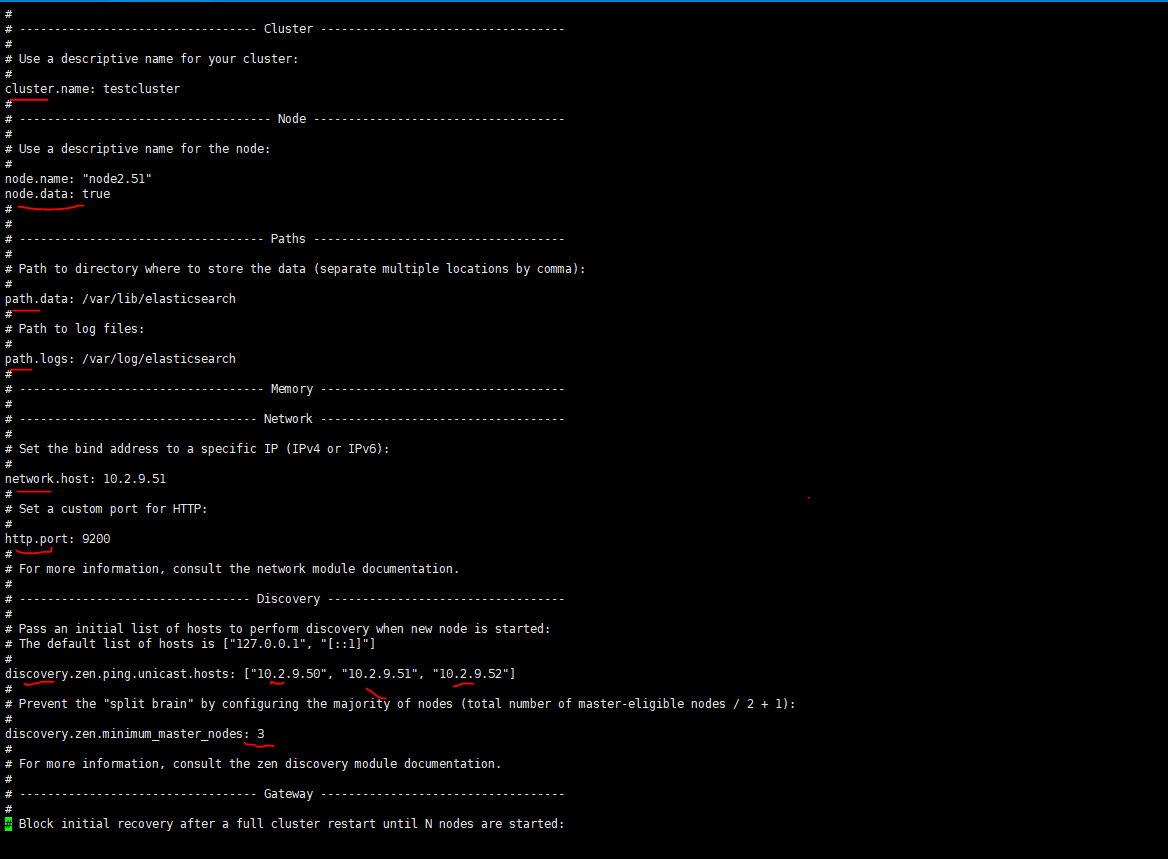 #
# ---------------------------------- Cluster -----------------------------------
#
# Use a descriptive name for your cluster:
#
cluster.name: testcluster
#
# ------------------------------------ Node ------------------------------------
#
# Use a descriptive name for the node:
#
node.name: "node2.51"
node.data: true
#
#
# ----------------------------------- Paths ------------------------------------
#
# Path to directory where to store the data (separate multiple locations by comma):
#
path.data: /var/lib/elasticsearch
#
# Path to log files:
#
path.logs: /var/log/elasticsearch
#
# ----------------------------------- Memory -----------------------------------
#
# ---------------------------------- Network -----------------------------------
#
# Set the bind address to a specific IP (IPv4 or IPv6):
#
network.host: 10.2.9.51
#
# Set a custom port for HTTP:
#
http.port: 9200
#
# For more information, consult the network module documentation.
#
# --------------------------------- Discovery ----------------------------------
#
# Pass an initial list of hosts to perform discovery when new node is started:
# The default list of hosts is ["127.0.0.1", "[::1]"]
#
discovery.zen.ping.unicast.hosts: ["10.2.9.50", "10.2.9.51", "10.2.9.52"]
#
# Prevent the "split brain" by configuring the majority of nodes (total number of master-eligible nodes / 2 + 1):
#
discovery.zen.minimum_master_nodes: 3
#
# For more information, consult the zen discovery module documentation.
#
# ---------------------------------- Gateway -----------------------------------
#
# Block initial recovery after a full cluster restart until N nodes are started: